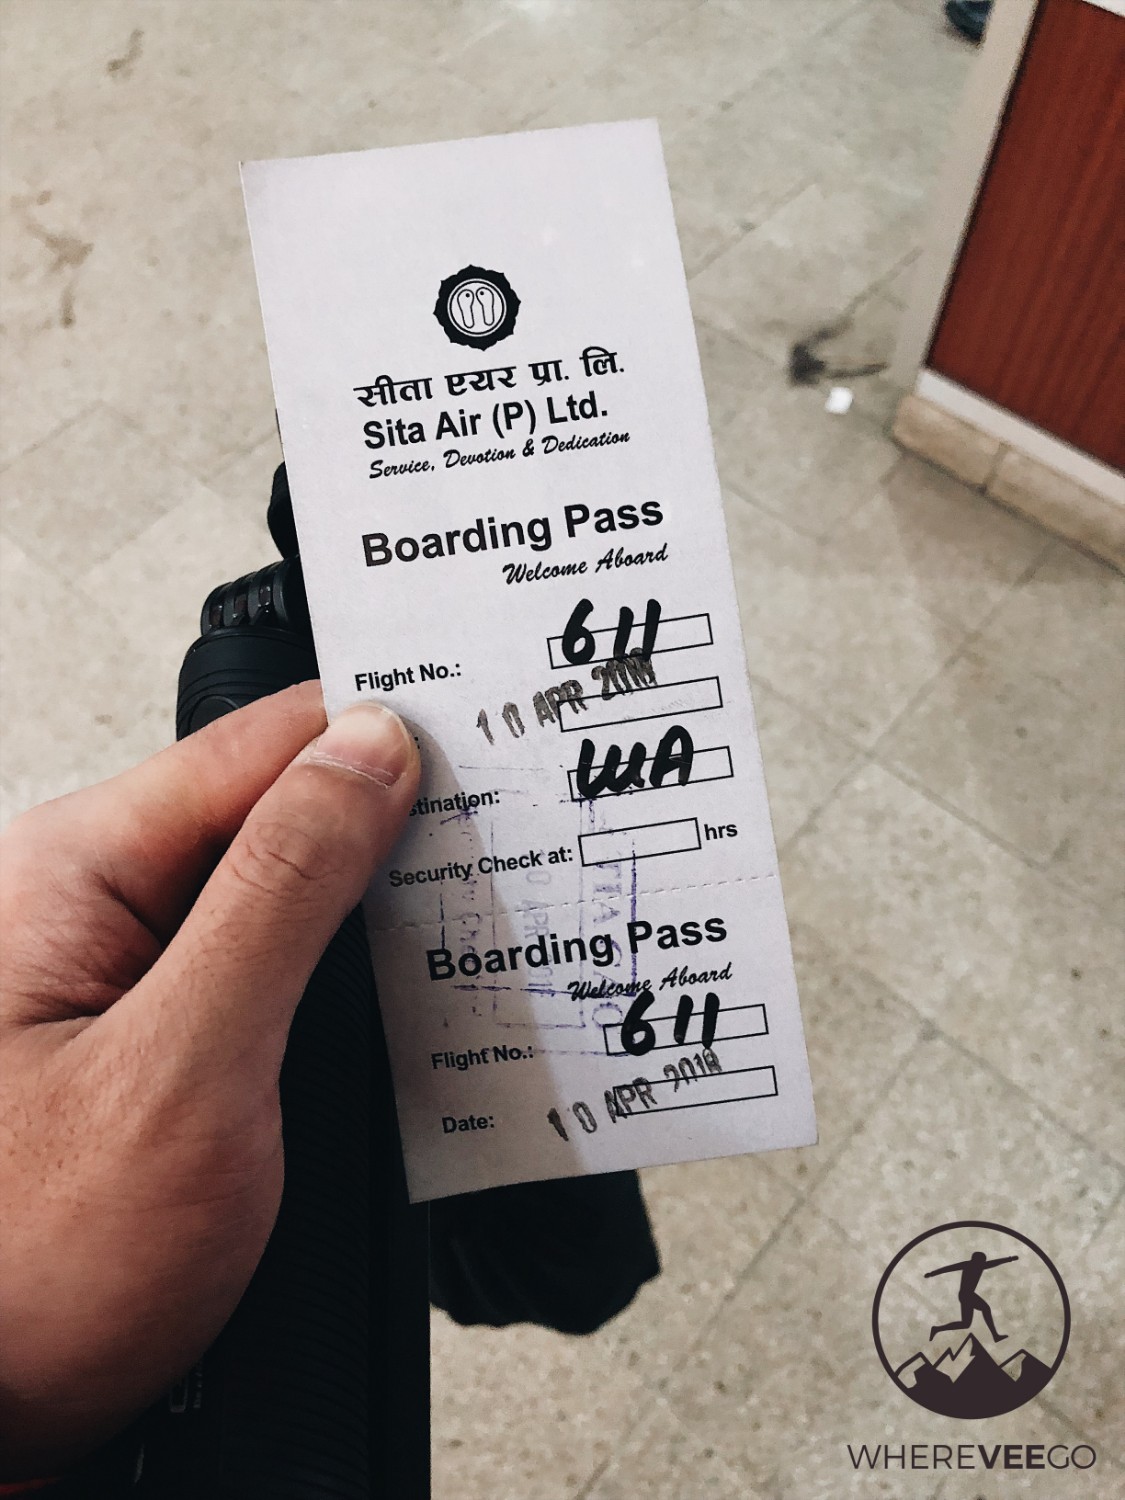 सीता एयर प्रा. लि.
Sita Air (P) Ltd.
Service, Devotion & Dedication
Boarding Pass
Welcome Aboard
Flight No.: 611
10 APR
stination: LUA
Security Check at: hrs
Boarding Pass
Welcome Aboard
Flight No.: 611
Date: 10 APR 2018
WHEREVEEGO